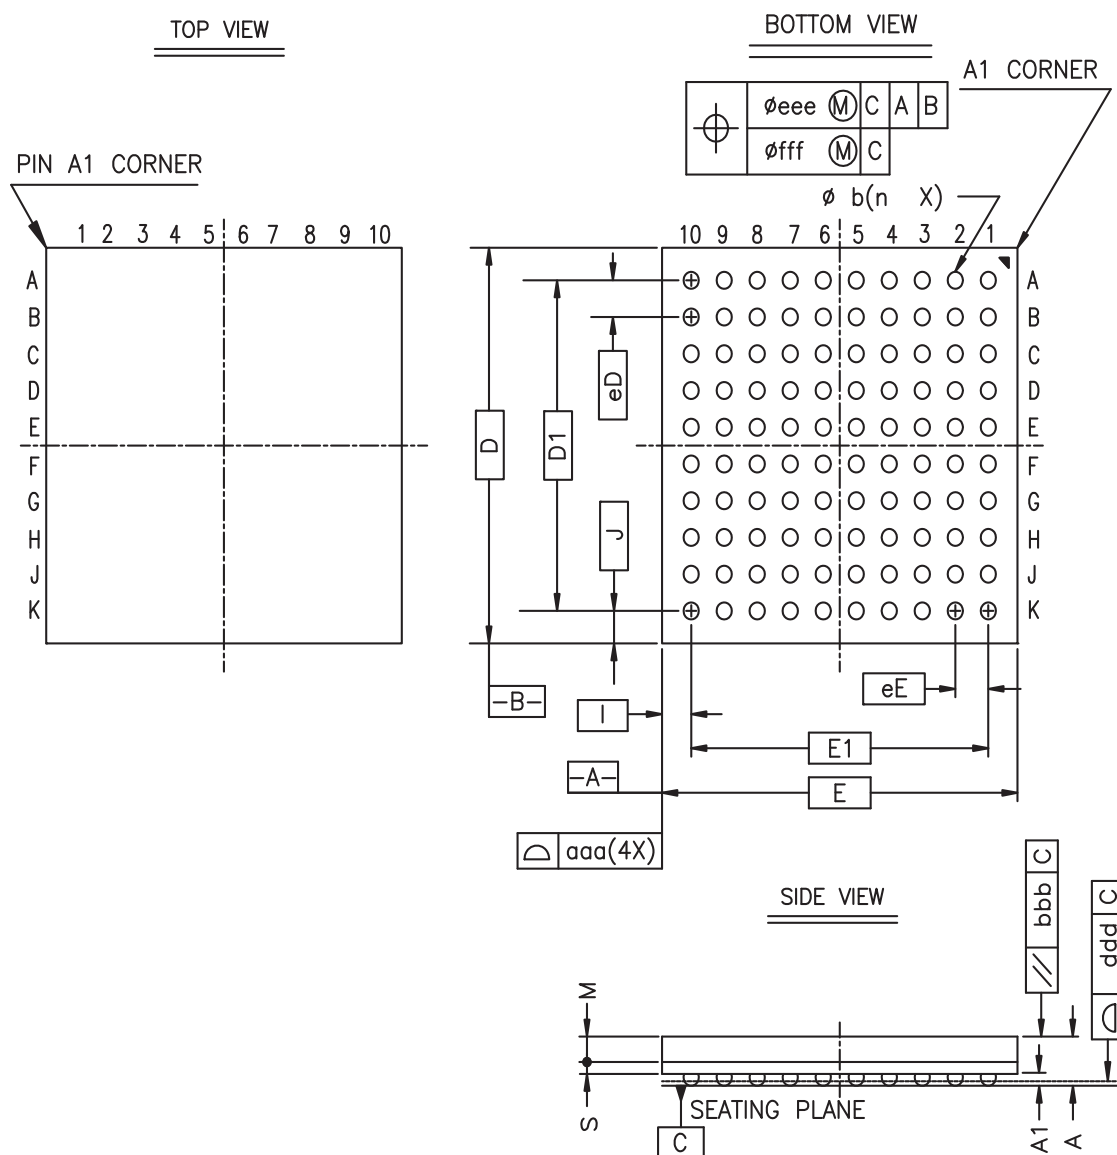 TOP VIEW
BOTTOM VIEW
A1 CORNER
øeee Ⓜ C A B
øfff Ⓜ C
PIN A1 CORNER
ø b(n X)
1 2 3 4 5 6 7 8 9 10
10 9 8 7 6 5 4 3 2 1
A A A
B B B
C C C
D D D
E E E
F F F
G G G
H H H
J J J
K K K
eD
D
D1
J
eE
-B-
I
E1
-A-
E
aaa(4X)
SIDE VIEW
// bbb C
ddd C
M
S
SEATING PLANE
C
A1
A